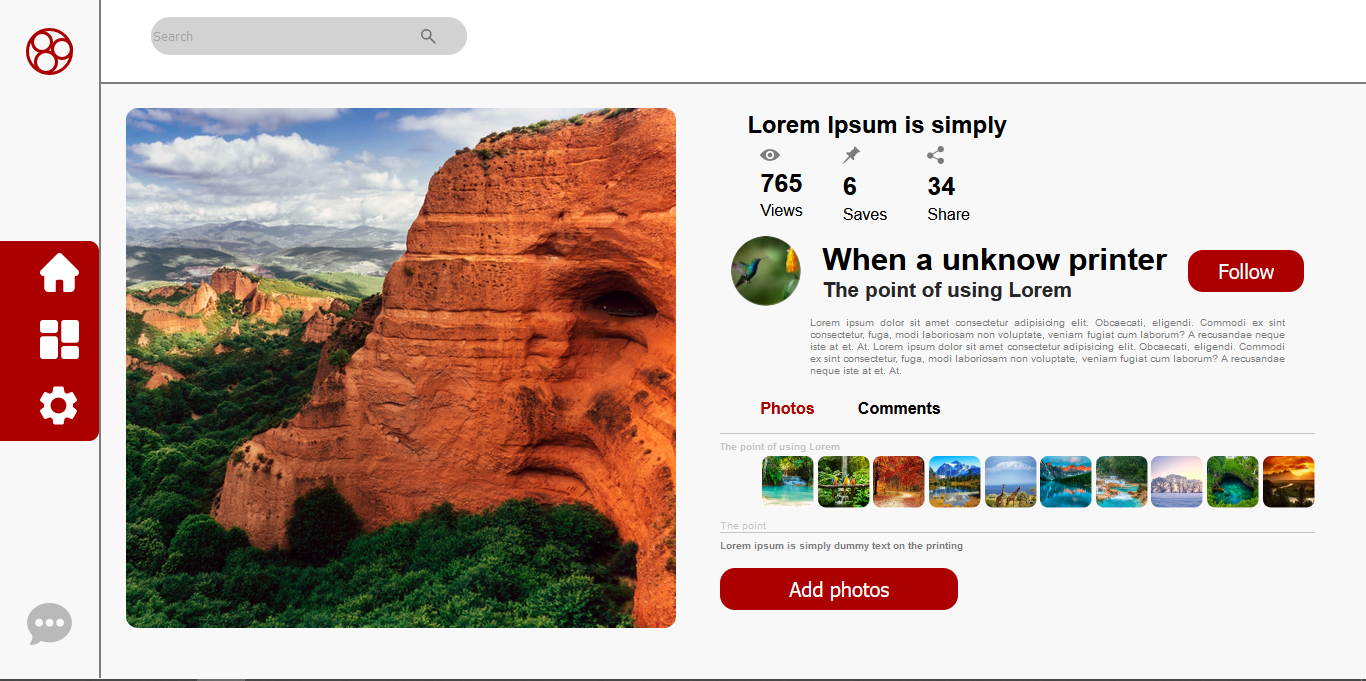 Search
Lorem Ipsum is simply
765
6
34
Views
Saves
Share
When a unknow printer
The point of using Lorem
Follow
Lorem ipsum dolor sit amet consectetur adipisicing elit. Obcaecati, eligendi. Commodi ex sint
consectetur, fuga, modi laboriosam non voluptate, veniam fugiat cum laborum? A recusandae neque
iste at et. At. Lorem ipsum dolor sit amet consectetur adipisicing elit. Obcaecati, eligendi. Commodi
ex sint consectetur, fuga, modi laboriosam non voluptate, veniam fugiat cum laborum? A recusandae
neque iste at et. At.
Photos
Comments
The point of using Lorem
The point
Lorem ipsum is simply dummy text on the printing
Add photos